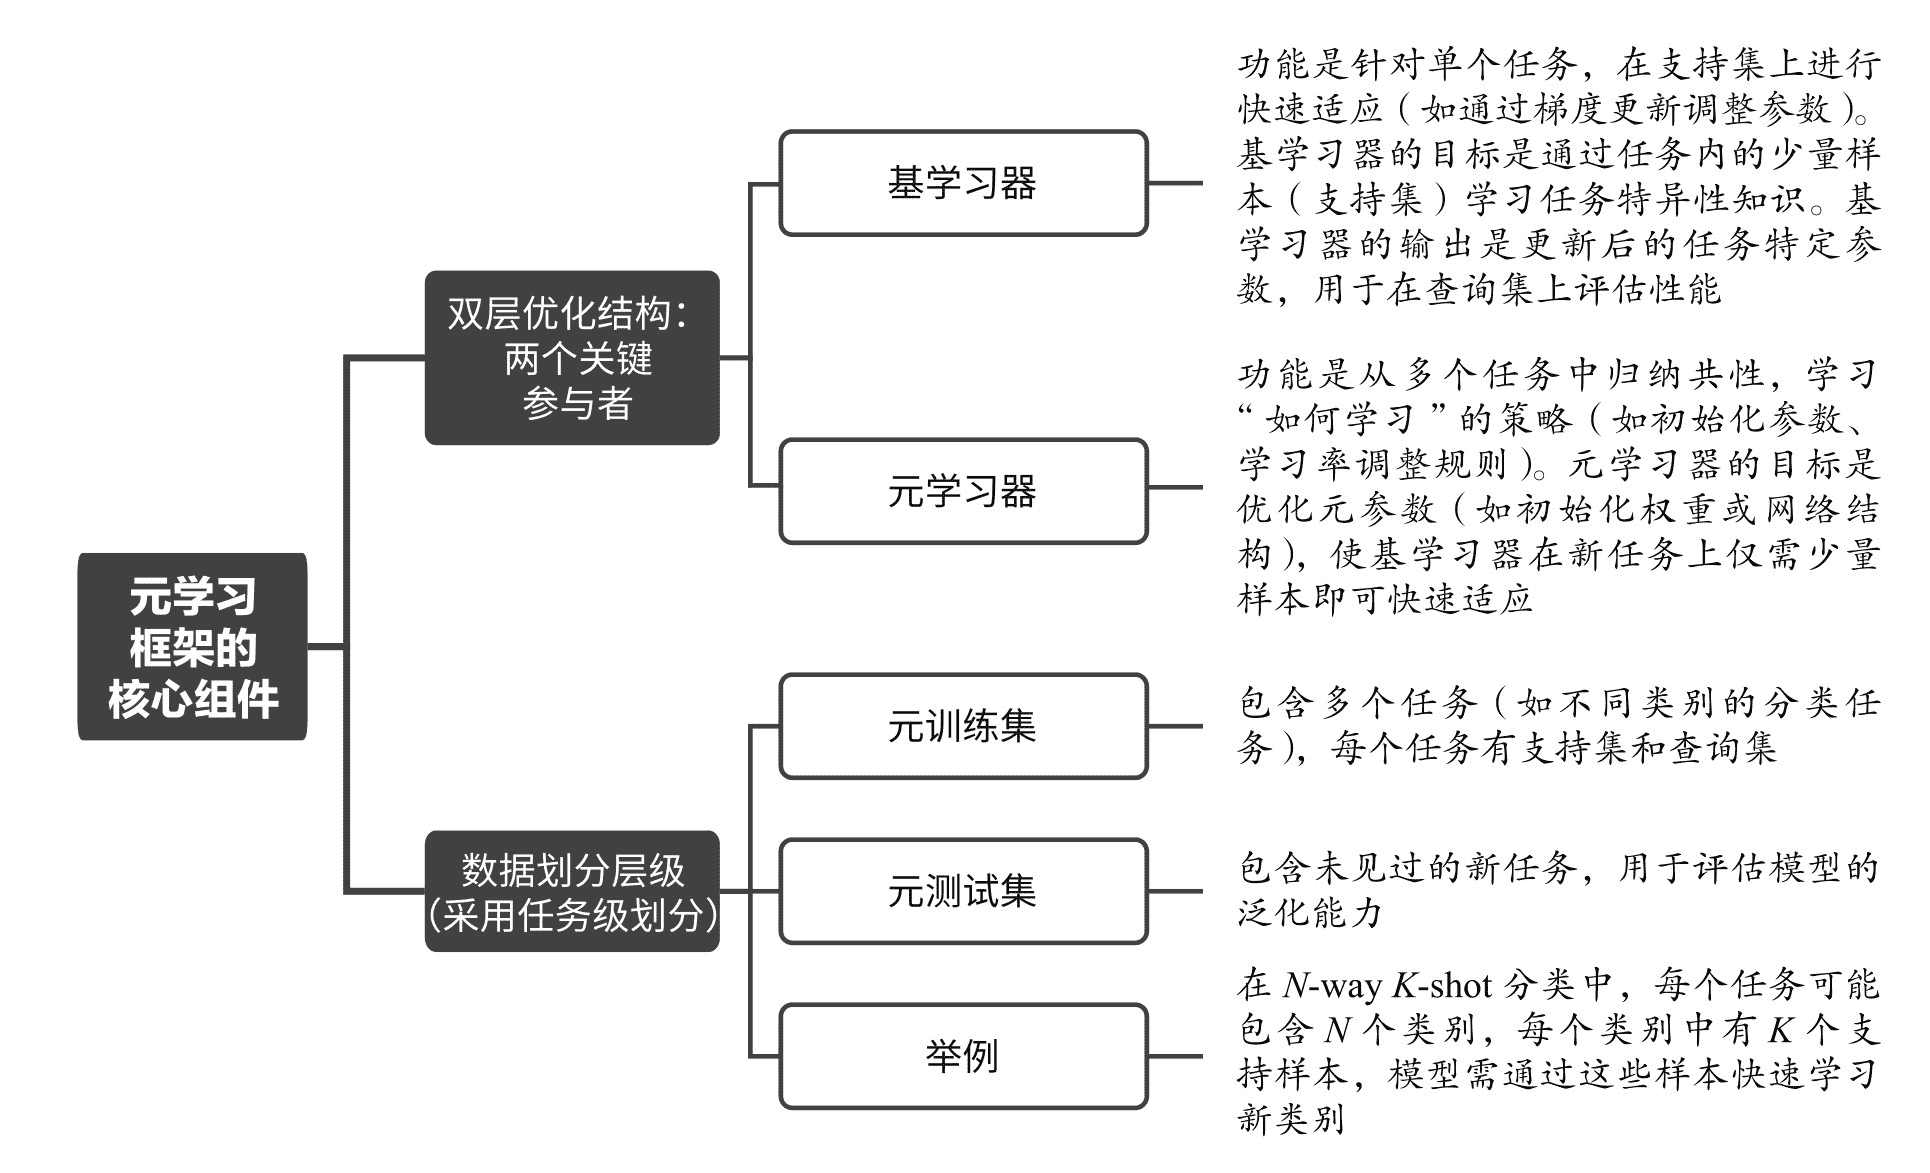 元学习
框架的
核心组件
双层优化结构：
两个关键
参与者
基学习器
功能是针对单个任务，在支持集上进行
快速适应（如通过梯度更新调整参数）。
基学习器的目标是通过任务内的少量样
本（支持集）学习任务特异性知识。基
学习器的输出是更新后的任务特定参
数，用于在查询集上评估性能
元学习器
功能是从多个任务中归纳共性，学习
“如何学习”的策略（如初始化参数、
学习率调整规则）。元学习器的目标是
优化元参数（如初始化权重或网络结
构），使基学习器在新任务上仅需少量
样本即可快速适应
数据划分层级
（采用任务级划分）
元训练集
包含多个任务（如不同类别的分类任
务），每个任务有支持集和查询集
元测试集
包含未见过的新任务，用于评估模型的
泛化能力
举例
在 N-way K-shot 分类中，每个任务可能
包含 N 个类别，每个类别中有 K 个支
持样本，模型需通过这些样本快速学习
新类别